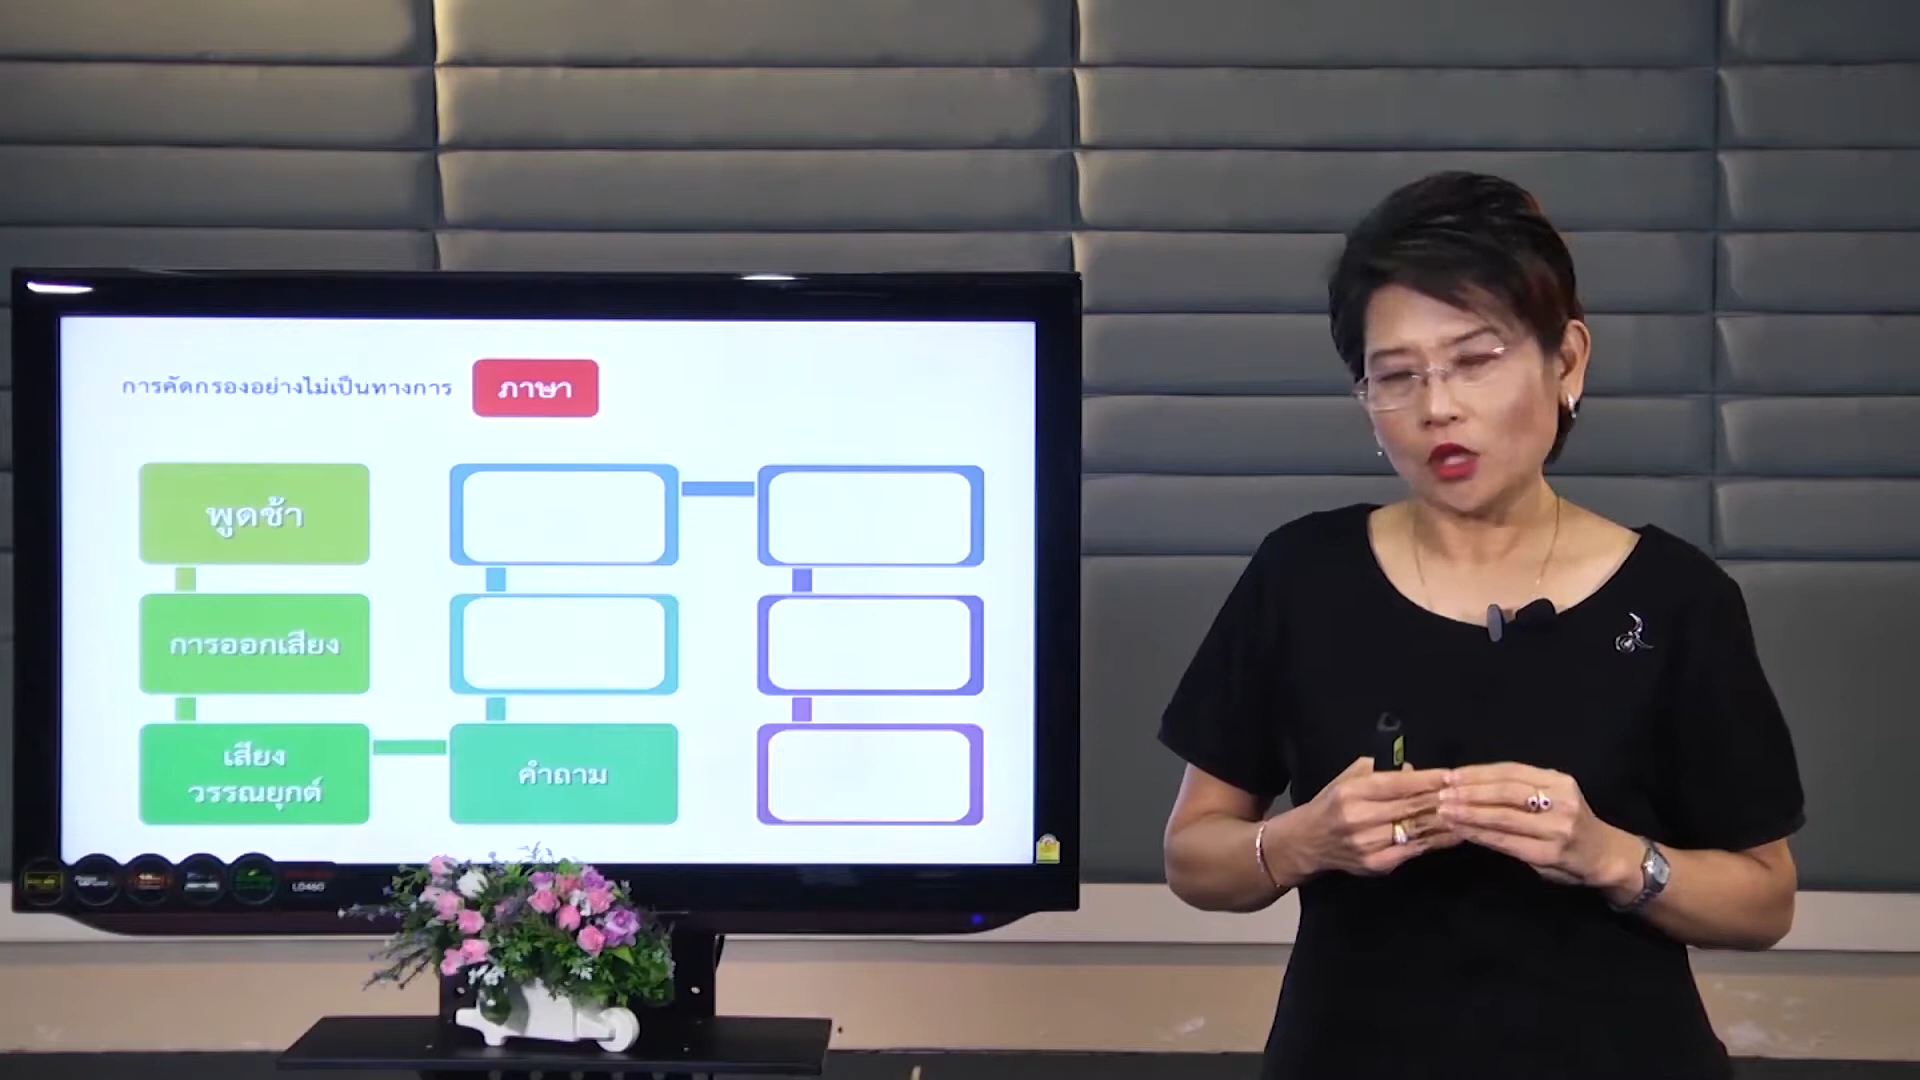 การคัดกรองอย่างไม่เป็นทางการ
ภาษา
พูดช้า
การออกเสียง
เสียง
วรรณยุกต์
คำถาม